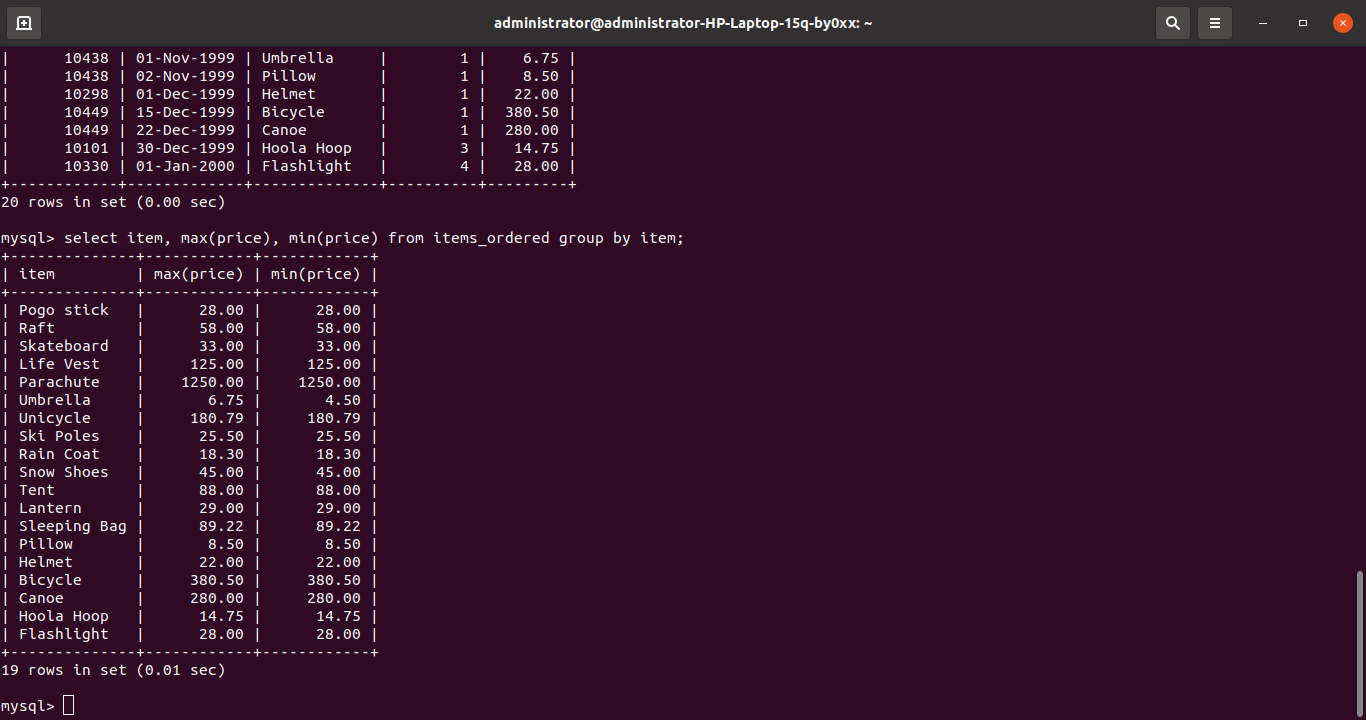 administrator@administrator-HP-Laptop-15q-by0xx: ~
|      10438 | 01-Nov-1999 | Umbrella     |        1 |    6.75 |
|      10438 | 02-Nov-1999 | Pillow       |        1 |    8.50 |
|      10298 | 01-Dec-1999 | Helmet       |        1 |   22.00 |
|      10449 | 15-Dec-1999 | Bicycle      |        1 |  380.50 |
|      10449 | 22-Dec-1999 | Canoe        |        1 |  280.00 |
|      10101 | 30-Dec-1999 | Hoola Hoop   |        3 |   14.75 |
|      10330 | 01-Jan-2000 | Flashlight   |        4 |   28.00 |
+------------+-------------+--------------+----------+---------+
20 rows in set (0.00 sec)
mysql> select item, max(price), min(price) from items_ordered group by item;
+--------------+------------+------------+
| item         | max(price) | min(price) |
+--------------+------------+------------+
| Pogo stick   |      28.00 |      28.00 |
| Raft         |      58.00 |      58.00 |
| Skateboard   |      33.00 |      33.00 |
| Life Vest    |     125.00 |     125.00 |
| Parachute    |    1250.00 |    1250.00 |
| Umbrella     |       6.75 |       4.50 |
| Unicycle     |     180.79 |     180.79 |
| Ski Poles    |      25.50 |      25.50 |
| Rain Coat    |      18.30 |      18.30 |
| Snow Shoes   |      45.00 |      45.00 |
| Tent         |      88.00 |      88.00 |
| Lantern      |      29.00 |      29.00 |
| Sleeping Bag |      89.22 |      89.22 |
| Pillow       |       8.50 |       8.50 |
| Helmet       |      22.00 |      22.00 |
| Bicycle      |     380.50 |     380.50 |
| Canoe        |     280.00 |     280.00 |
| Hoola Hoop   |      14.75 |      14.75 |
| Flashlight   |      28.00 |      28.00 |
+--------------+------------+------------+
19 rows in set (0.01 sec)
mysql>